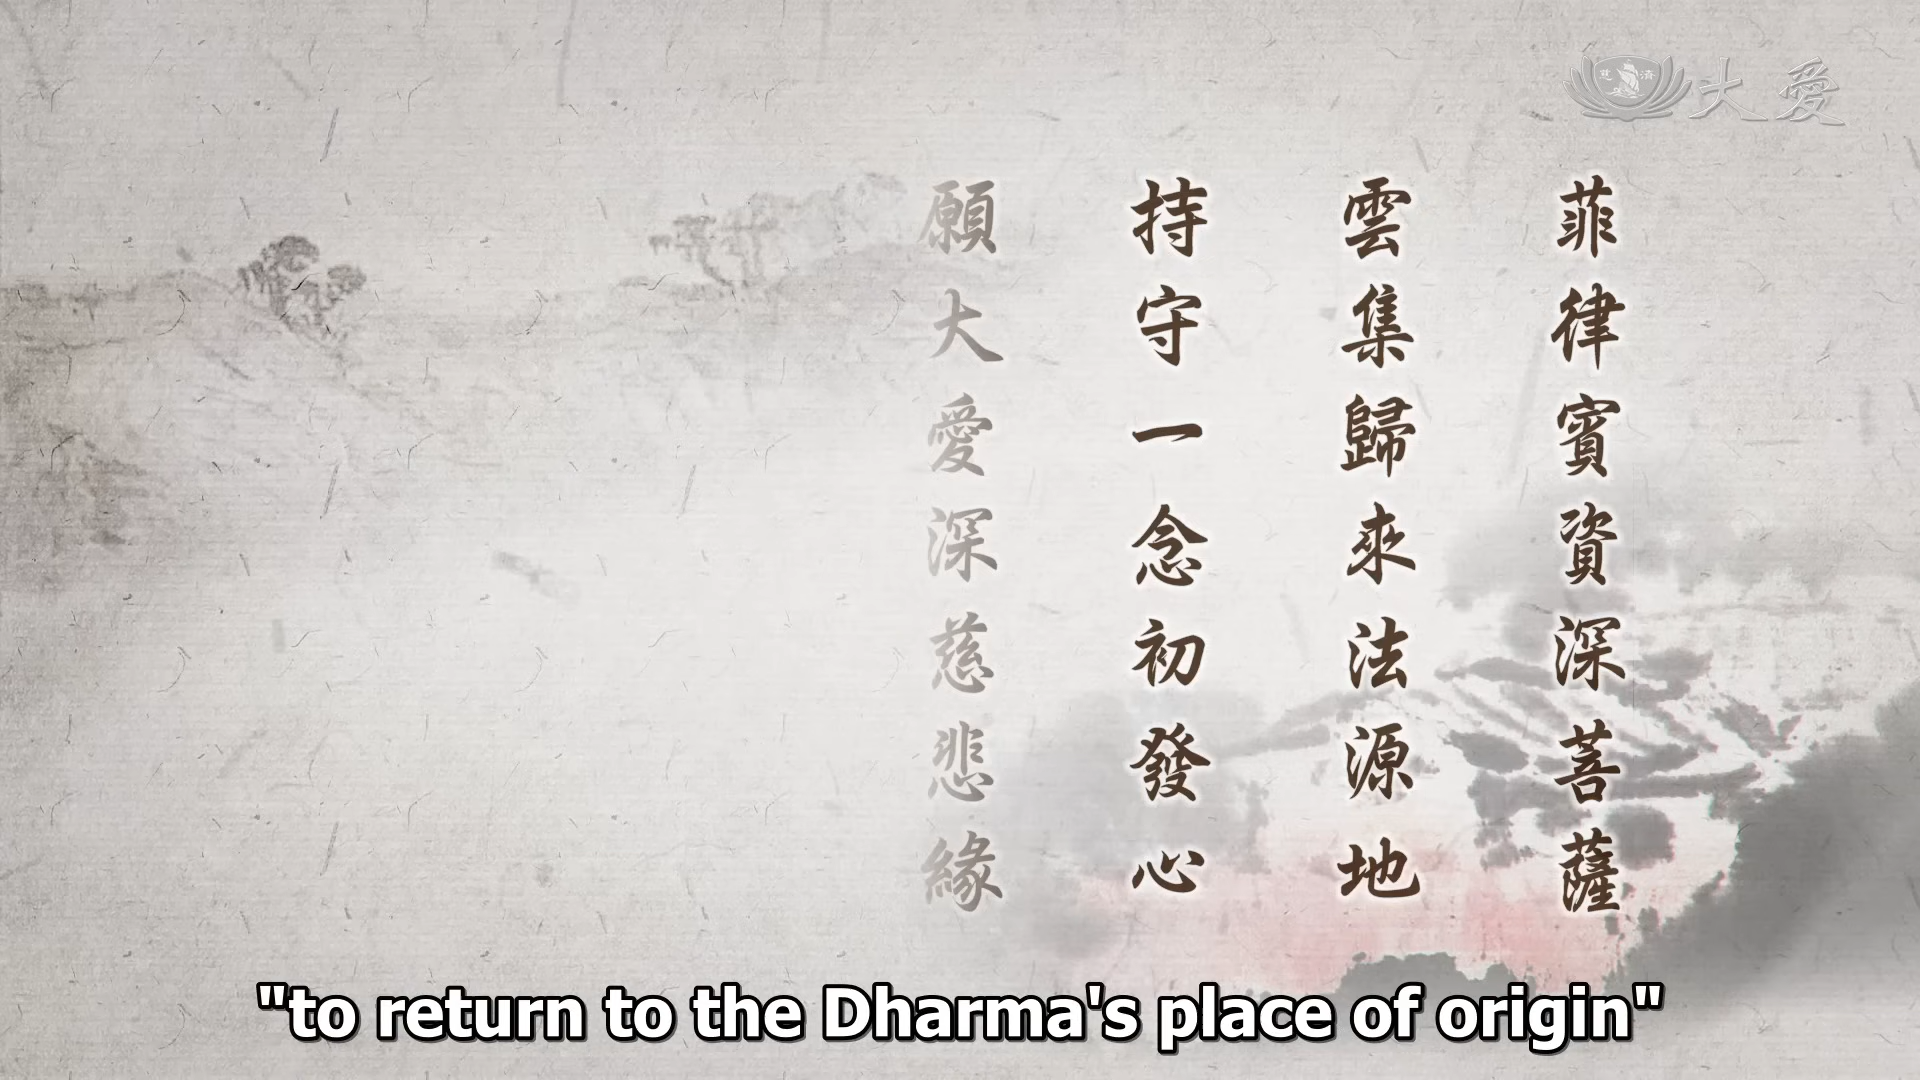 慈濟
大愛
菲律賓資深菩薩
雲集歸來法源地
持守一念初發心
願大愛深慈悲緣
"to return to the Dharma's place of origin"